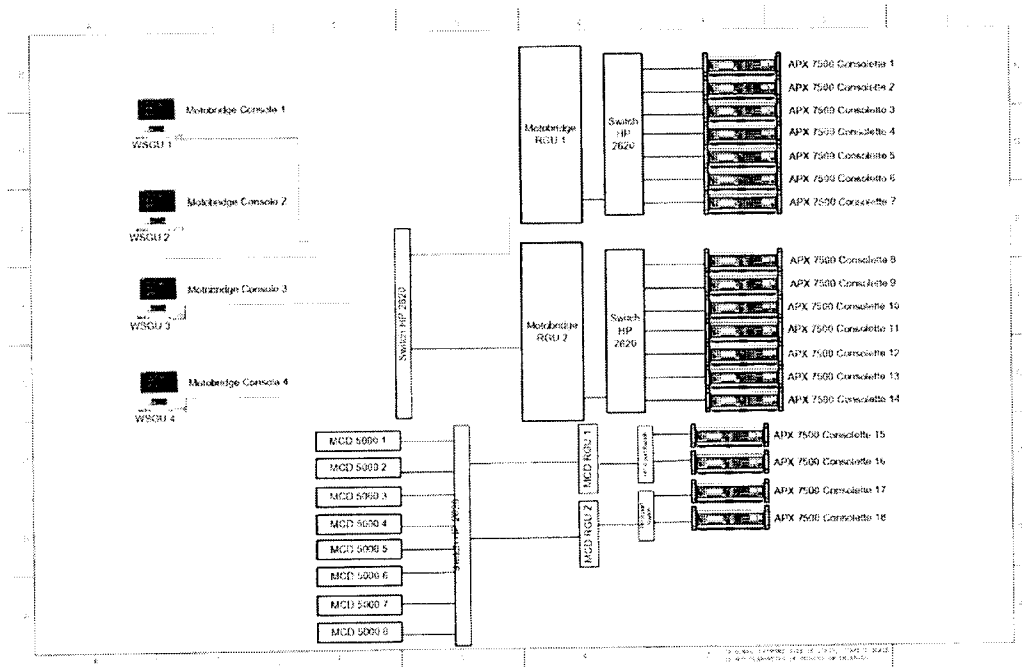 Motobridge Console 1
WSGU 1
Motobridge Console 2
WSGU 2
Motobridge Console 3
WSGU 3
Motobridge Console 4
WSGU 4
Switch HP 2620
Motobridge
RGU 1
Switch
HP
2620
APX 7500 Consolette 1
APX 7500 Consolette 2
APX 7500 Consolette 3
APX 7500 Consolette 4
APX 7500 Consolette 5
APX 7500 Consolette 6
APX 7500 Consolette 7
Motobridge
RGU 2
Switch
HP
2620
APX 7500 Consolette 8
APX 7500 Consolette 9
APX 7500 Consolette 10
APX 7500 Consolette 11
APX 7500 Consolette 12
APX 7500 Consolette 13
APX 7500 Consolette 14
MCD 5000 1
MCD 5000 2
MCD 5000 3
MCD 5000 4
MCD 5000 5
MCD 5000 6
MCD 5000 7
MCD 5000 8
Switch HP
MCD RGU 1
MCD RGU 2
APX 7500 Consolette 15
APX 7500 Consolette 16
APX 7500 Consolette 17
APX 7500 Consolette 18